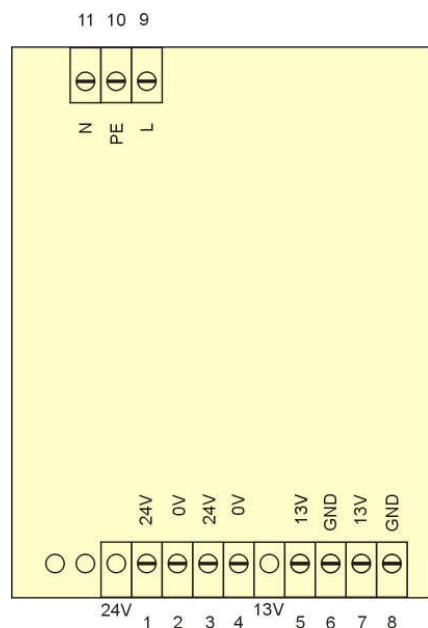 11 10 9
N PE L
24V 0V 24V 0V 13V GND 13V GND
24V 13V
1 2 3 4 5 6 7 8